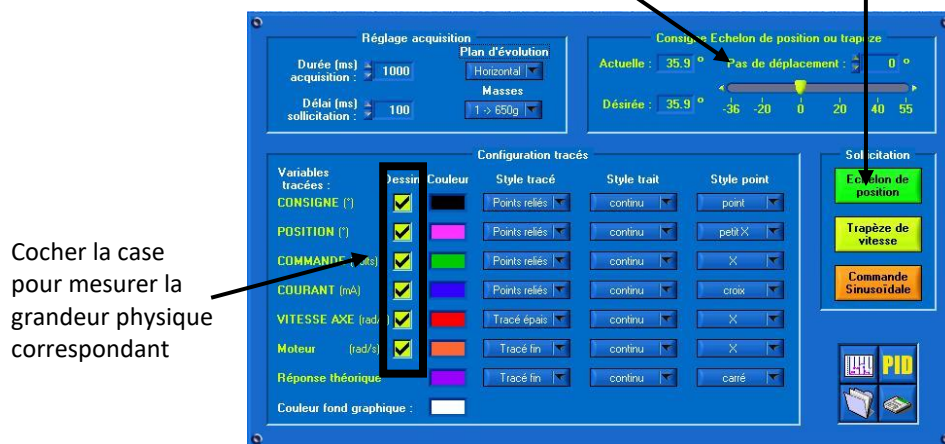 Réglage acquisition
Durée (ms)
acquisition :
1000
Plan d'évolution
Horizontal
Délai (ms)
sollicitation :
100
Masses
1 -> 650g
Consigne Echelon de position ou trapeze
Actuelle : 35.9 °
Pas de déplacement : 0 °
Désirée : 35.9 °
-36 -20 0 20 40 55
Configuration tracés
Variables
tracées :
Dessin Couleur Style tracé Style trait Style point
CONSIGNE (°) Points reliés continu point
POSITION (°) Points reliés continu petit X
COMMANDE Points reliés continu X
COURANT (mA) Points reliés continu croix
VITESSE AXE (rad/ Tracé épais continu X
Moteur (rad/s) Tracé fin continu X
Réponse théorique Tracé fin continu carré
Couleur fond graphique :
Sollicitation
Echelon de
position
Trapèze de
vitesse
Commande
Sinusoïdale
PID
Cocher la case
pour mesurer la
grandeur physique
correspondant